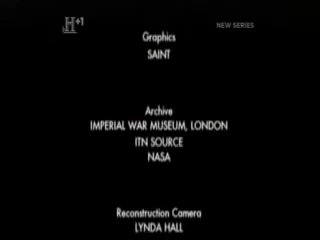 H+1
NEW SERIES
Graphics
SAINT
Archive
IMPERIAL WAR MUSEUM, LONDON
ITN SOURCE
NASA
Reconstruction Camera
LYNDA HALL